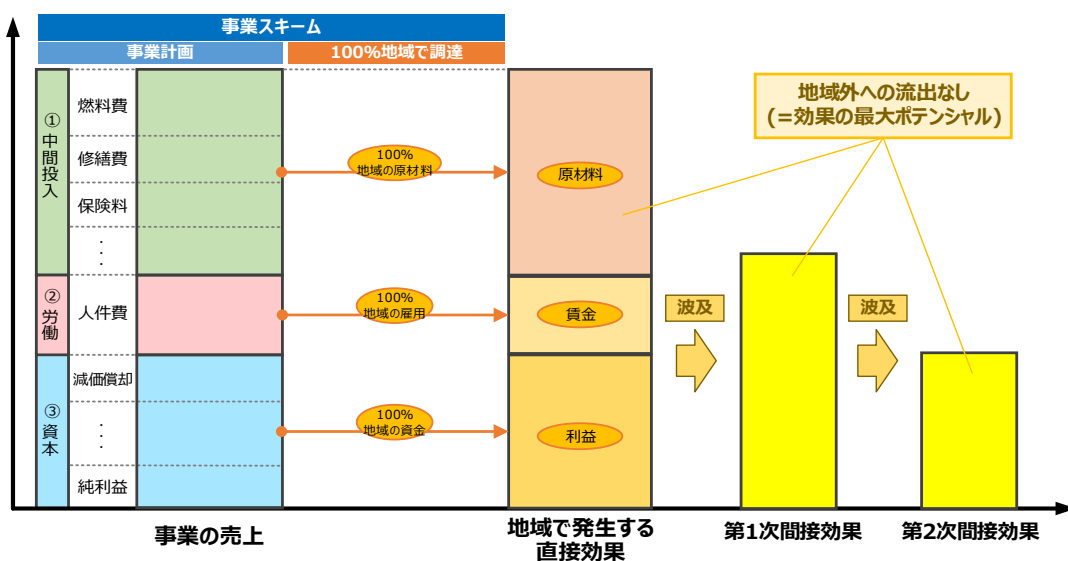 事業スキーム
事業計画
100%地域で調達
①中間投入
燃料費
修繕費
保険料
・・・
②労働
人件費
③資本
減価償却
・・・
純利益
100%
地域の原材料
100%
地域の雇用
100%
地域の資金
原材料
賃金
利益
地域外への流出なし
(=効果の最大ポテンシャル)
波及
波及
事業の売上
地域で発生する
直接効果
第1次間接効果
第2次間接効果